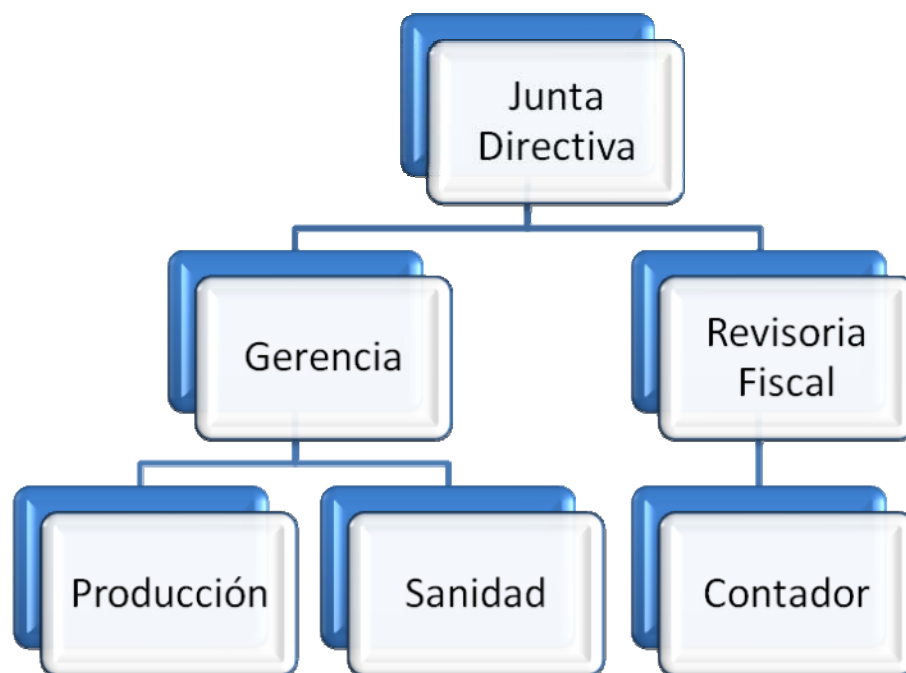 Junta
Directiva
Gerencia
Revisoria
Fiscal
Producción
Sanidad
Contador